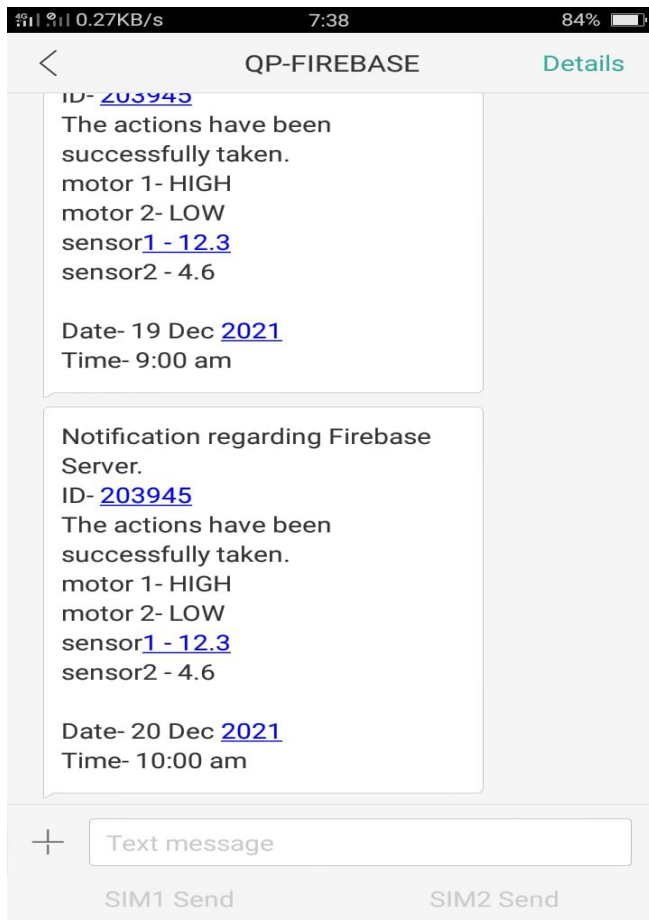 4G 0.27KB/s 7:38 84%
QP-FIREBASE Details
ID- 203945
The actions have been
successfully taken.
motor 1- HIGH
motor 2- LOW
sensor1 - 12.3
sensor2 - 4.6
Date- 19 Dec 2021
Time- 9:00 am
Notification regarding Firebase
Server.
ID- 203945
The actions have been
successfully taken.
motor 1- HIGH
motor 2- LOW
sensor1 - 12.3
sensor2 - 4.6
Date- 20 Dec 2021
Time- 10:00 am
Text message
SIM1 Send SIM2 Send